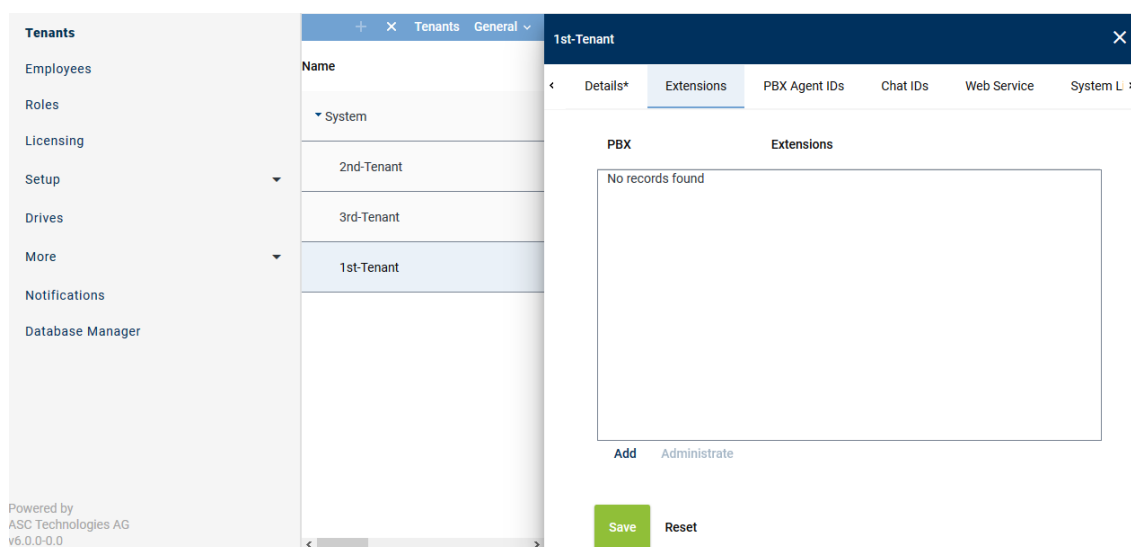 Tenants
Employees
Roles
Licensing
Setup
Drives
More
Notifications
Database Manager
Powered by
ASC Technologies AG
v6.0.0-0.0
Tenants General
Name
System
2nd-Tenant
3rd-Tenant
1st-Tenant
1st-Tenant
Details* Extensions PBX Agent IDs Chat IDs Web Service System Li
PBX Extensions
No records found
Add Administrate
Save Reset